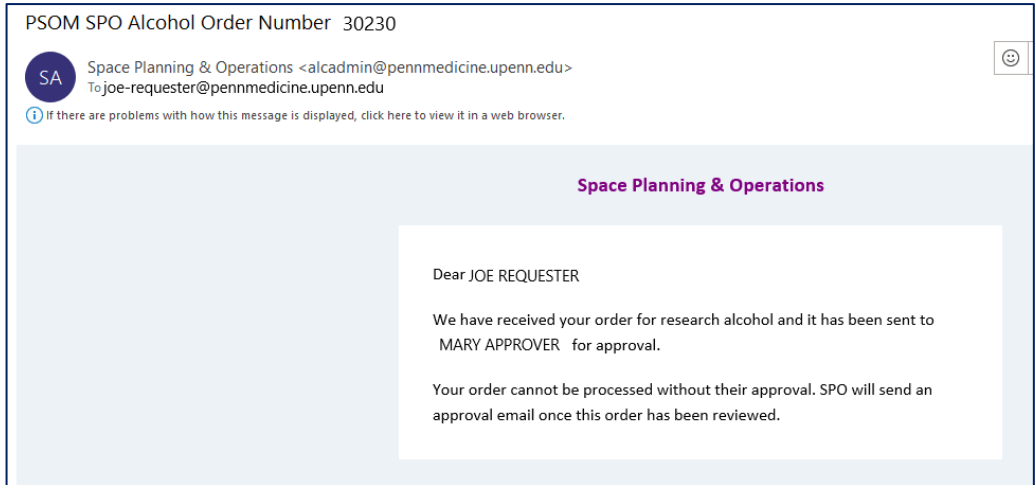 PSOM SPO Alcohol Order Number 30230
SA
Space Planning & Operations <alcadmin@pennmedicine.upenn.edu>
To joe-requester@pennmedicine.upenn.edu
i If there are problems with how this message is displayed, click here to view it in a web browser.
Space Planning & Operations
Dear JOE REQUESTER
We have received your order for research alcohol and it has been sent to
MARY APPROVER for approval.
Your order cannot be processed without their approval. SPO will send an
approval email once this order has been reviewed.